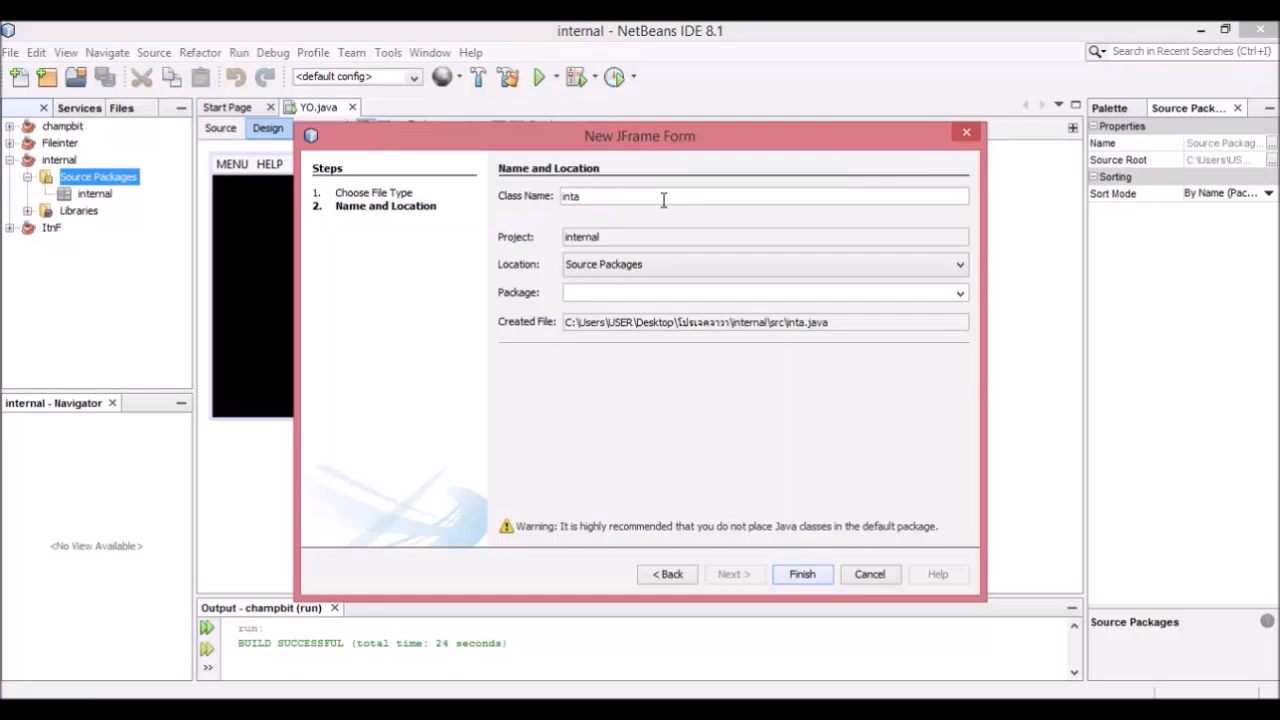 internal - NetBeans IDE 8.1
File Edit View Navigate Source Refactor Run Debug Profile Team Tools Window Help
Search in Recent Searches (Ctrl+I)
<default config>
Services Files
Start Page
YO.java
Palette
Source Pack...
Source Design
champbit
Fileinter
internal
Source Packages
internal
Libraries
ItnF
MENU HELP
New JFrame Form
Steps
1. Choose File Type
2. Name and Location
Name and Location
Class Name: inta
Project: internal
Location: Source Packages
Package:
Created File: C:\Users\USER\Desktop\โปรเจคจาวา\internal\src\inta.java
Warning: It is highly recommended that you do not place Java classes in the default package.
< Back Next > Finish Cancel Help
Properties
Name Source Packag...
Source Root C:\Users\US...
Sorting
Sort Mode By Name (Pac...
internal - Navigator
<No View Available>
Output - champbit (run)
run:
BUILD SUCCESSFUL (total time: 24 seconds)
Source Packages